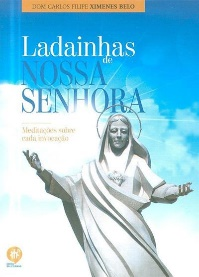 DOM CARLOS FILIPE XIMENES BELO
Ladainhas
de
NOSSA
SENHORA
Meditações sobre
cada invocação